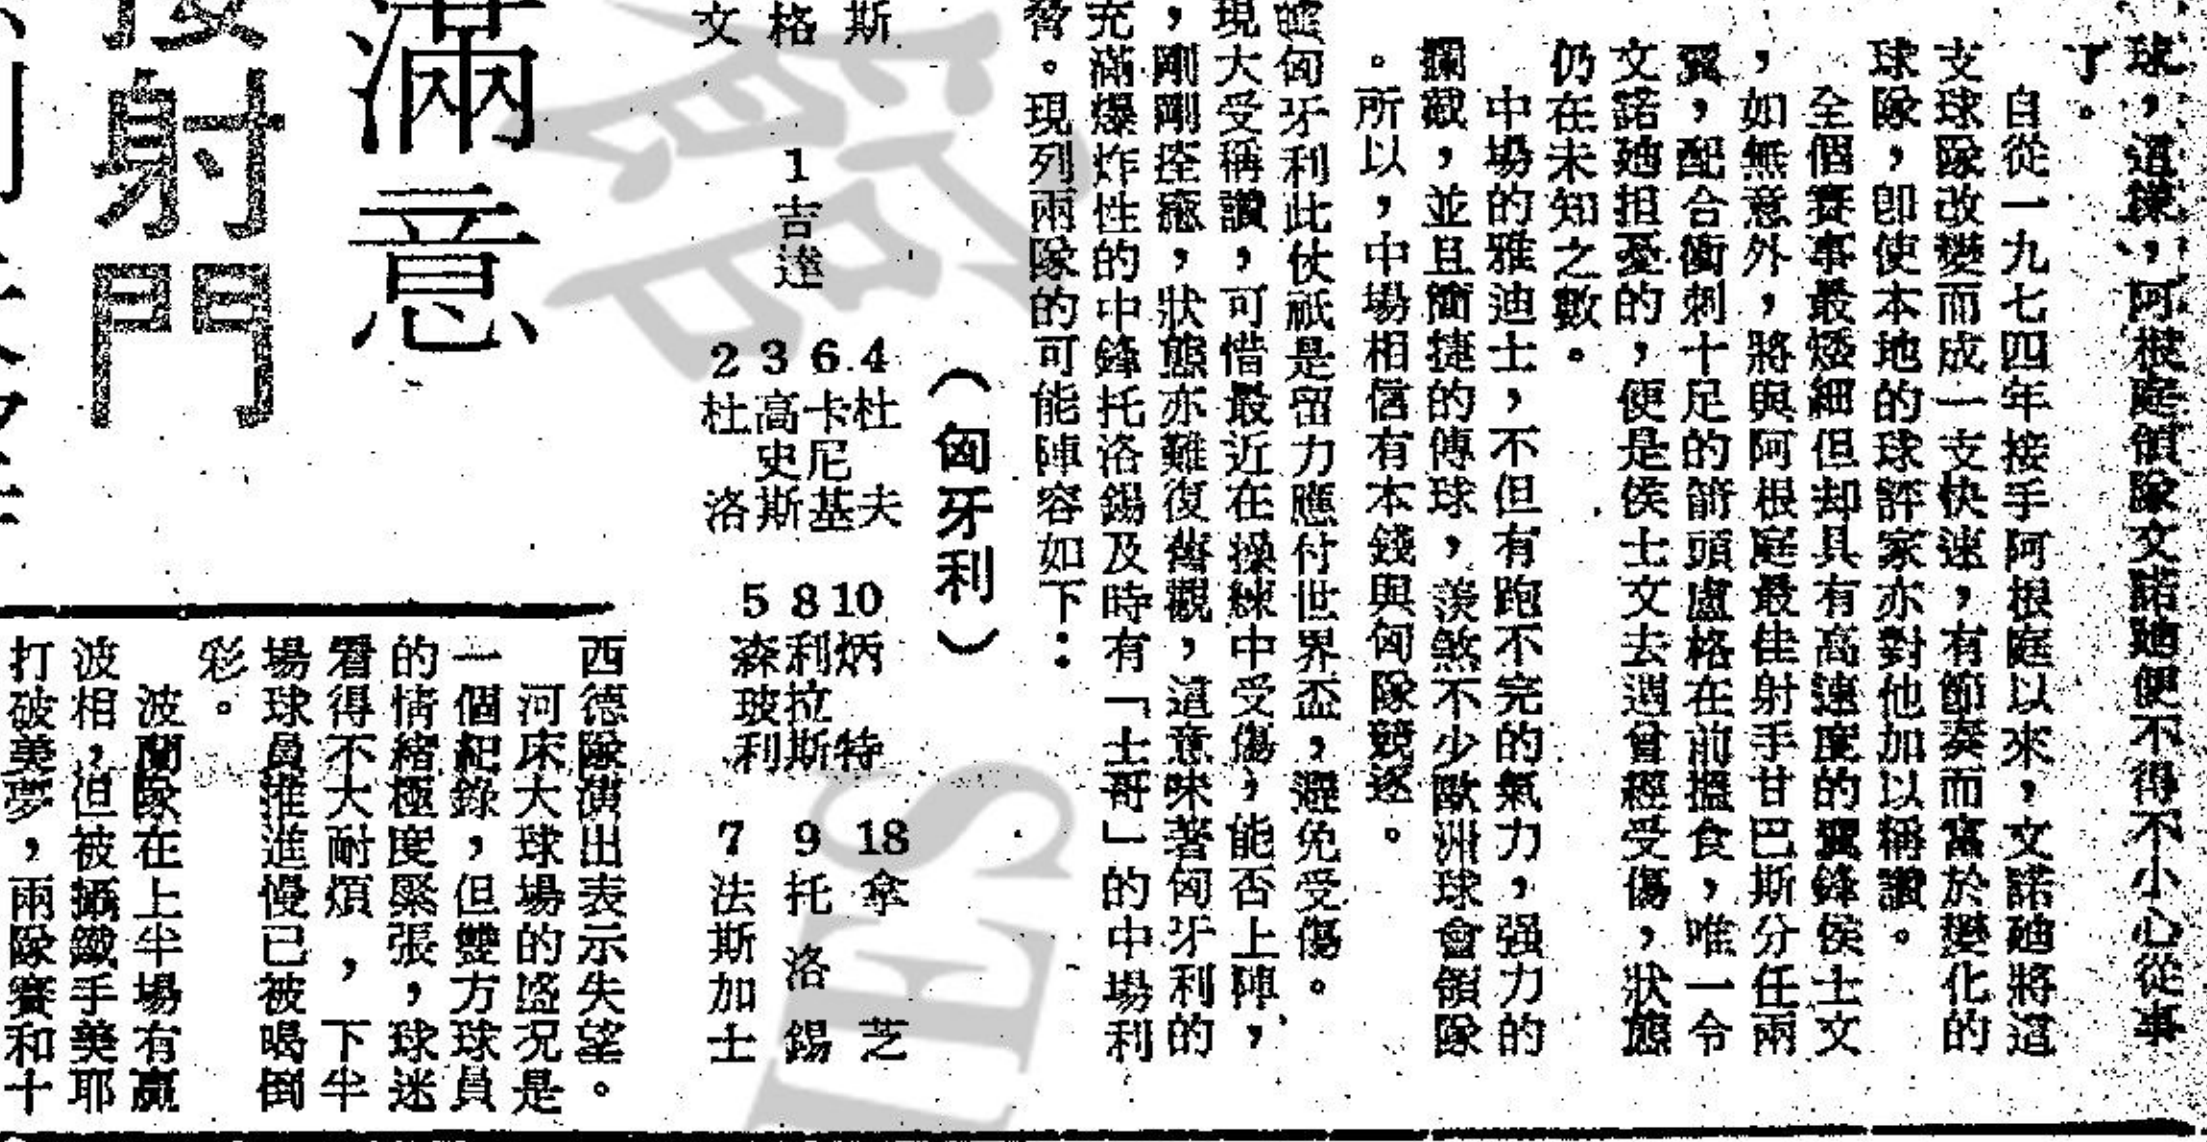 球,這樣,阿根庭領隊文諾廸便不得不小心從事
了。
自從一九七四年接手阿根庭以來,文諾廸將這
支球隊改變而成一支快速,有節奏而富於變化的
球隊,卽使本地的球評家亦對他加以稱讚。
全個賽事最矮細但却具有高速度的翼鋒侯士文
,如無意外,將與阿根庭最佳射手甘巴斯分任兩
翼,配合衝刺十足的箭頭盧格在前搵食,唯一令
文諾廸担憂的,便是侯士文去週曾經受傷,狀態
仍在未知之數。
中場的雅迪士,不但有跑不完的氣力,强力的
攔截,並且簡捷的傳球,羨煞不少歐洲球會領隊
。所以,中場相信有本錢與匈隊競逐。
匈牙利此仗祇是留力應付世界盃,避免受傷。
現大受稱讚,可惜最近在操練中受傷,能否上陣,
,剛剛痊癒,狀態亦難復舊觀,這意味著匈牙利的
充滿爆炸性的中鋒托洛錫及時有「士哥」的中場利
。現列兩隊的可能陣容如下:
(匈牙利)
斯
格
文
1吉達
4杜夫
6卡尼基
3高史斯
2杜洛
10炳特
8利拉斯
5森玻利
18拿芝
9托洛錫
7法斯加士
滿意
射門
西德隊演出表示失望。
河床大球場的盛况是
一個紀錄,但雙方球員
的情緒極度緊張,球迷
看得不大耐煩,下半
場球員推進慢已被喝倒
彩。
波蘭隊在上半場有贏
波相,但被攝鐵手美耶
打破美夢,兩隊賽和十